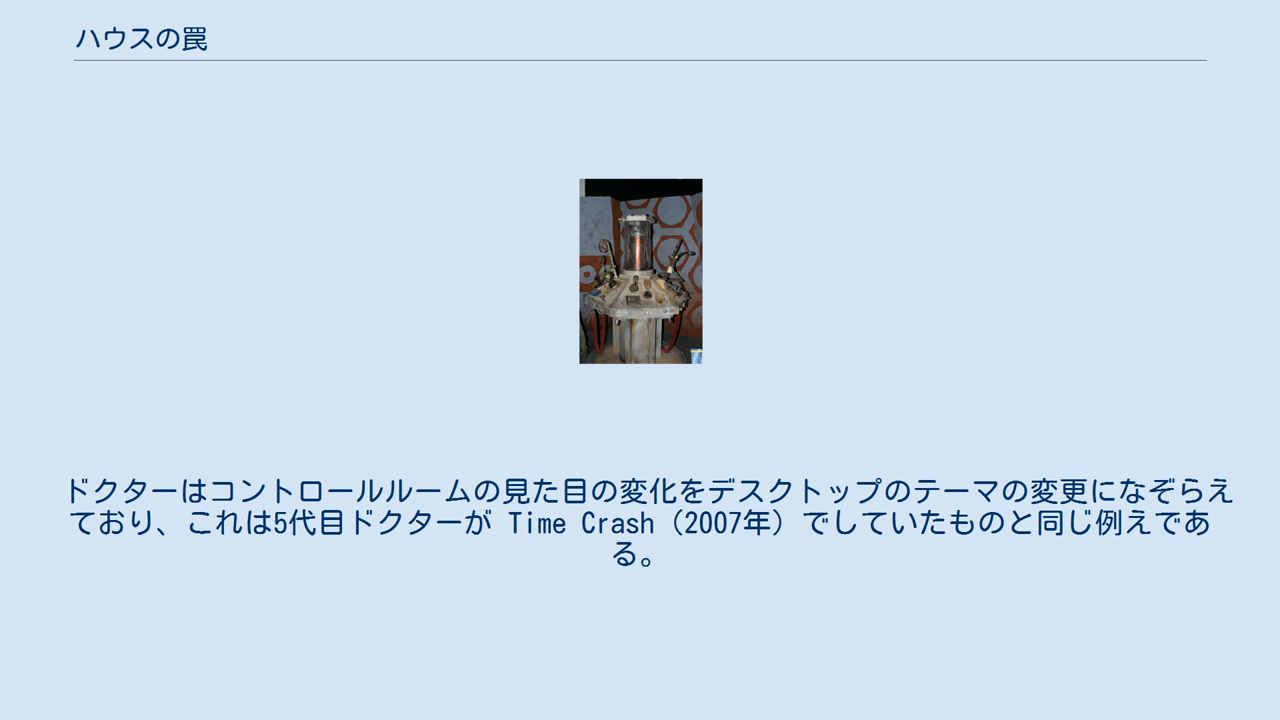 ハウスの罠
ドクターはコントロールルームの見た目の変化をデスクトップのテーマの変更になぞらえ
ており、これは5代目ドクターが Time Crash（2007年）でしていたものと同じ例えであ
る。